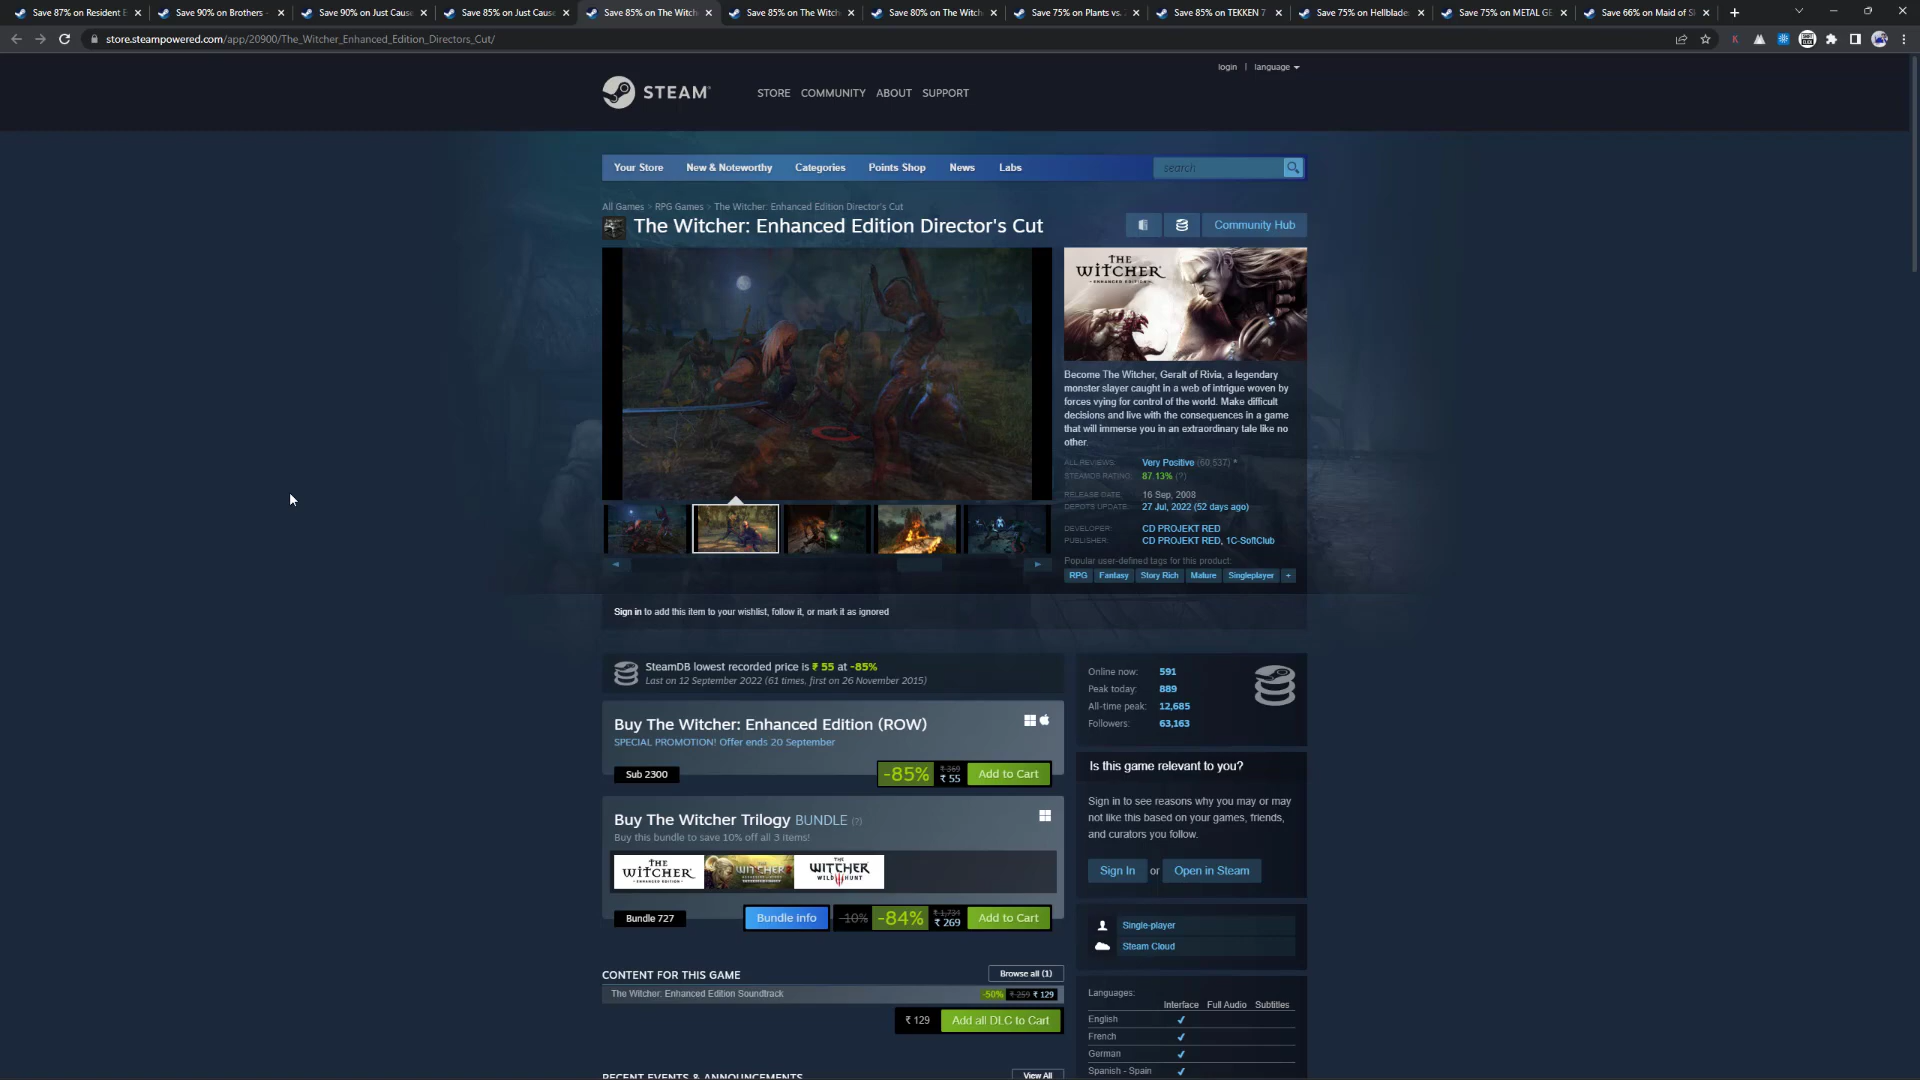 Save 87% on Resident E
Save 90% on Brothers -
Save 90% on Just Cause
Save 85% on Just Cause
Save 85% on The Witch
Save 85% on The Witch
Save 80% on The Witch
Save 75% on Plants vs.
Save 85% on TEKKEN 7
Save 75% on Hellblade
Save 75% on METAL GE
Save 66% on Maid of S
store.steampowered.com/app/20900/The_Witcher_Enhanced_Edition_Directors_Cut/
login | language
STEAM
STORE COMMUNITY ABOUT SUPPORT
Your Store New & Noteworthy Categories Points Shop News Labs search
All Games > RPG Games > The Witcher: Enhanced Edition Director's Cut
The Witcher: Enhanced Edition Director's Cut
Community Hub
THE WITCHER
- ENHANCED EDITION -
Become The Witcher, Geralt of Rivia, a legendary
monster slayer caught in a web of intrigue woven by
forces vying for control of the world. Make difficult
decisions and live with the consequences in a game
that will immerse you in an extraordinary tale like no
other.
ALL REVIEWS: Very Positive (60,537) *
STEAMDB RATING: 87.13% (?)
RELEASE DATE: 16 Sep, 2008
DEPOTS UPDATE: 27 Jul, 2022 (52 days ago)
DEVELOPER: CD PROJEKT RED
PUBLISHER: CD PROJEKT RED, 1C-SoftClub
Popular user-defined tags for this product:
RPG Fantasy Story Rich Mature Singleplayer +
Sign in to add this item to your wishlist, follow it, or mark it as ignored
SteamDB lowest recorded price is ₹ 55 at -85%
Last on 12 September 2022 (61 times, first on 26 November 2015)
Buy The Witcher: Enhanced Edition (ROW)
SPECIAL PROMOTION! Offer ends 20 September
Sub 2300
-85% ₹ 369 ₹ 55 Add to Cart
Buy The Witcher Trilogy BUNDLE (?)
Buy this bundle to save 10% off all 3 items!
THE WITCHER
- ENHANCED EDITION -
WITCHER
THE WITCHER
WILD HUNT
Bundle 727
Bundle info -10% -84% ₹ 1,734 ₹ 269 Add to Cart
CONTENT FOR THIS GAME Browse all (1)
The Witcher: Enhanced Edition Soundtrack -50% ₹ 259 ₹ 129
₹ 129 Add all DLC to Cart
RECENT EVENTS & ANNOUNCEMENTS View All
Online now: 591
Peak today: 889
All-time peak: 12,685
Followers: 63,163
Is this game relevant to you?
Sign in to see reasons why you may or may
not like this based on your games, friends,
and curators you follow.
Sign In or Open in Steam
Single-player
Steam Cloud
Languages:
Interface Full Audio Subtitles
English ✔
French ✔
German ✔
Spanish - Spain ✔